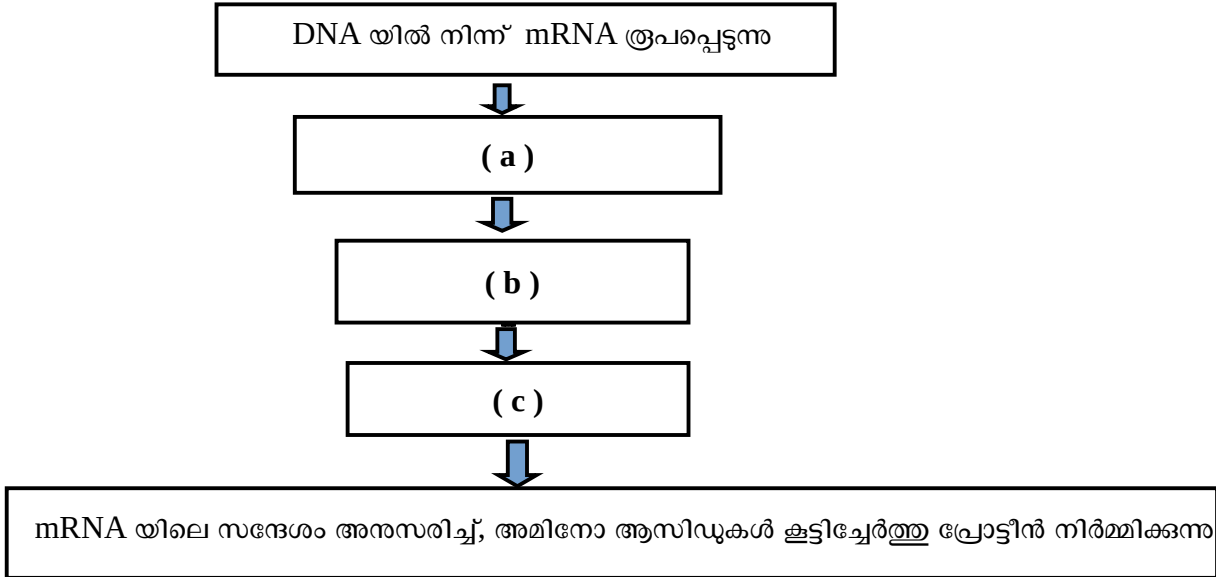 DNA യിൽ നിന്ന് mRNA രൂപപ്പെടുന്നു
( a )
( b )
( c )
mRNA യിലെ സന്ദേശം അനുസരിച്ച്, അമിനോ ആസിഡുകൾ കൂട്ടിച്ചേർത്തു പ്രോട്ടീൻ നിർമ്മിക്കുന്നു